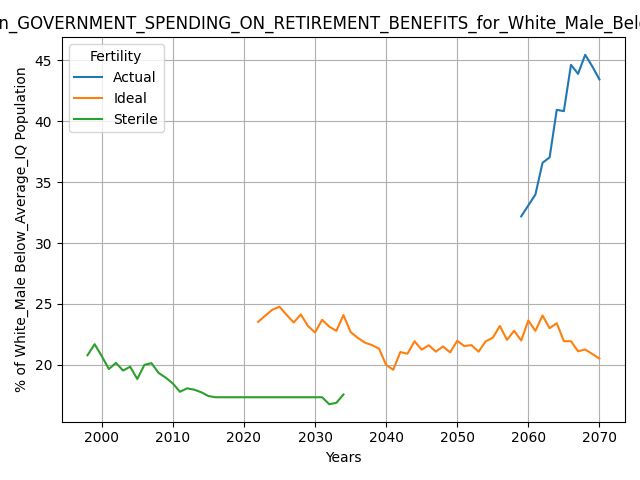 n_GOVERNMENT_SPENDING_ON_RETIREMENT_BENEFITS_for_White_Male_Belo
Fertility
Actual
Ideal
Sterile
% of White_Male Below_Average_IQ Population
45
40
35
30
25
20
2000
2010
2020
2030
2040
2050
2060
2070
Years